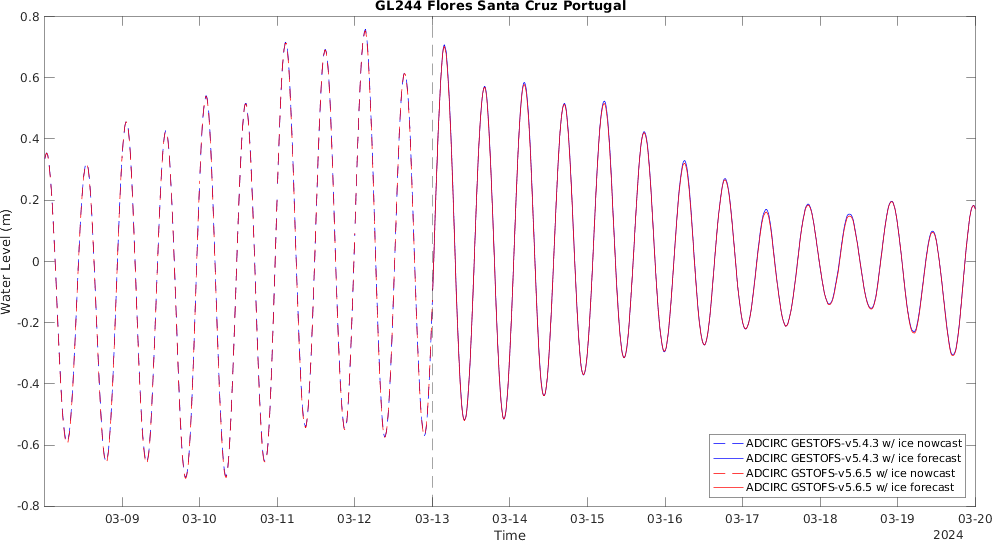 GL244 Flores Santa Cruz Portugal
0.8
0.6
0.4
0.2
0
-0.2
-0.4
-0.6
-0.8
Water Level (m)
ADCIRC GESTOFS-v5.4.3 w/ ice nowcast
ADCIRC GESTOFS-v5.4.3 w/ ice forecast
ADCIRC GSTOFS-v5.6.5 w/ ice nowcast
ADCIRC GSTOFS-v5.6.5 w/ ice forecast
03-09 03-10 03-11 03-12 03-13 03-14 03-15 03-16 03-17 03-18 03-19 03-20
Time
2024